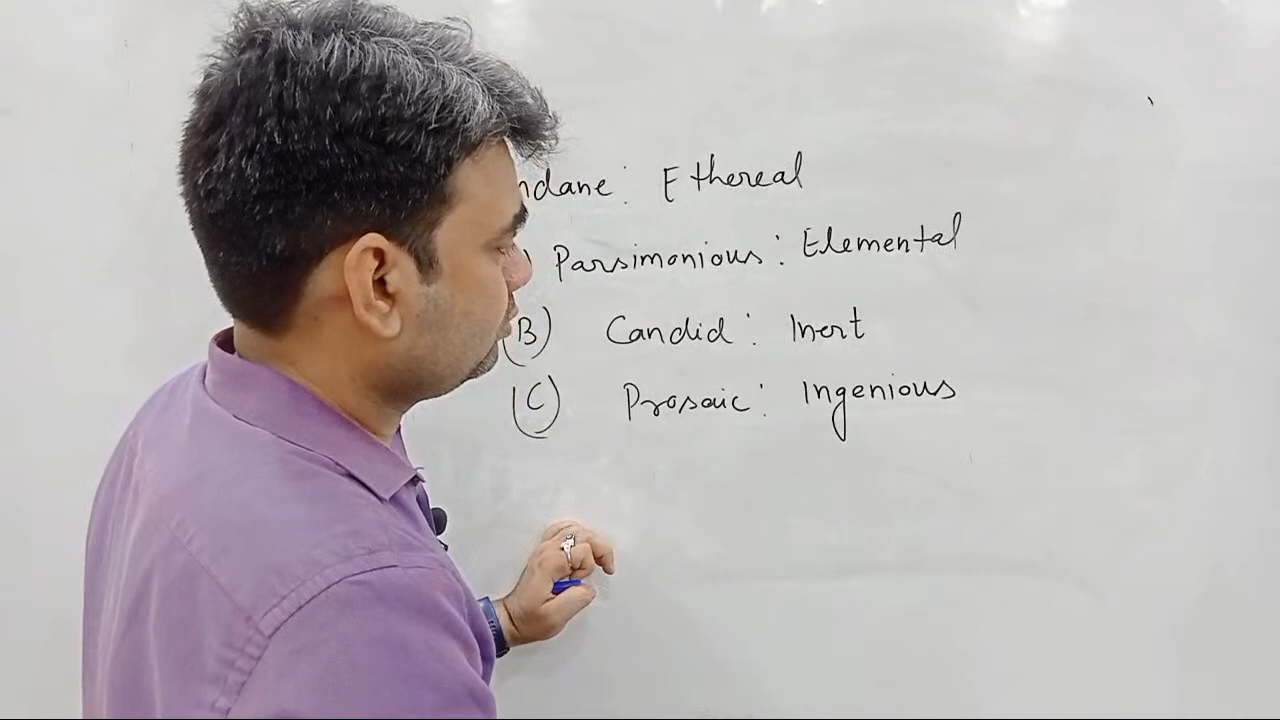 ndane: Ethereal
) Parsimonious: Elemental
(B) Candid: Inert
(C) Prosaic: Ingenious